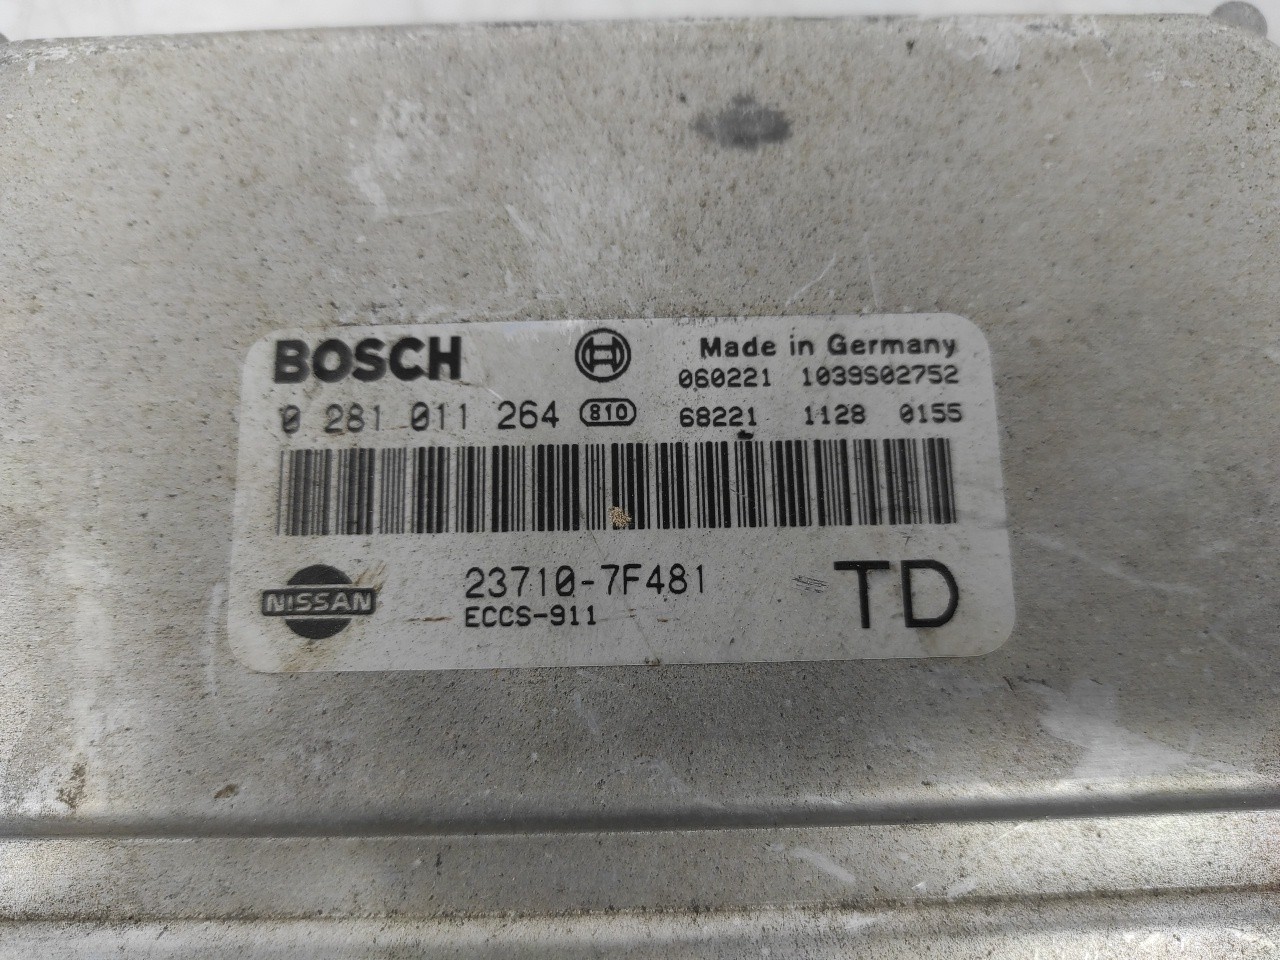 BOSCH
Made in Germany
060221 1039S02752
0 281 011 264 810 68221 1128 0155
23710-7F481 TD
NISSAN
ECCS-911